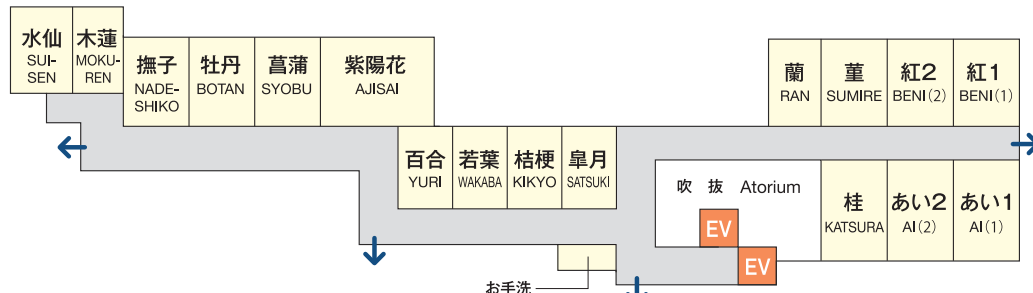 水仙
SUI-
SEN
木蓮
MOKU-
REN
撫子
NADE-
SHIKO
牡丹
BOTAN
菖蒲
SYOBU
紫陽花
AJISAI
百合
YURI
若葉
WAKABA
桔梗
KIKYO
皐月
SATSUKI
蘭
RAN
菫
SUMIRE
紅2
BENI(2)
紅1
BENI(1)
吹 抜 Atorium
EV
EV
桂
KATSURA
あい2
AI(2)
あい1
AI(1)
お手洗